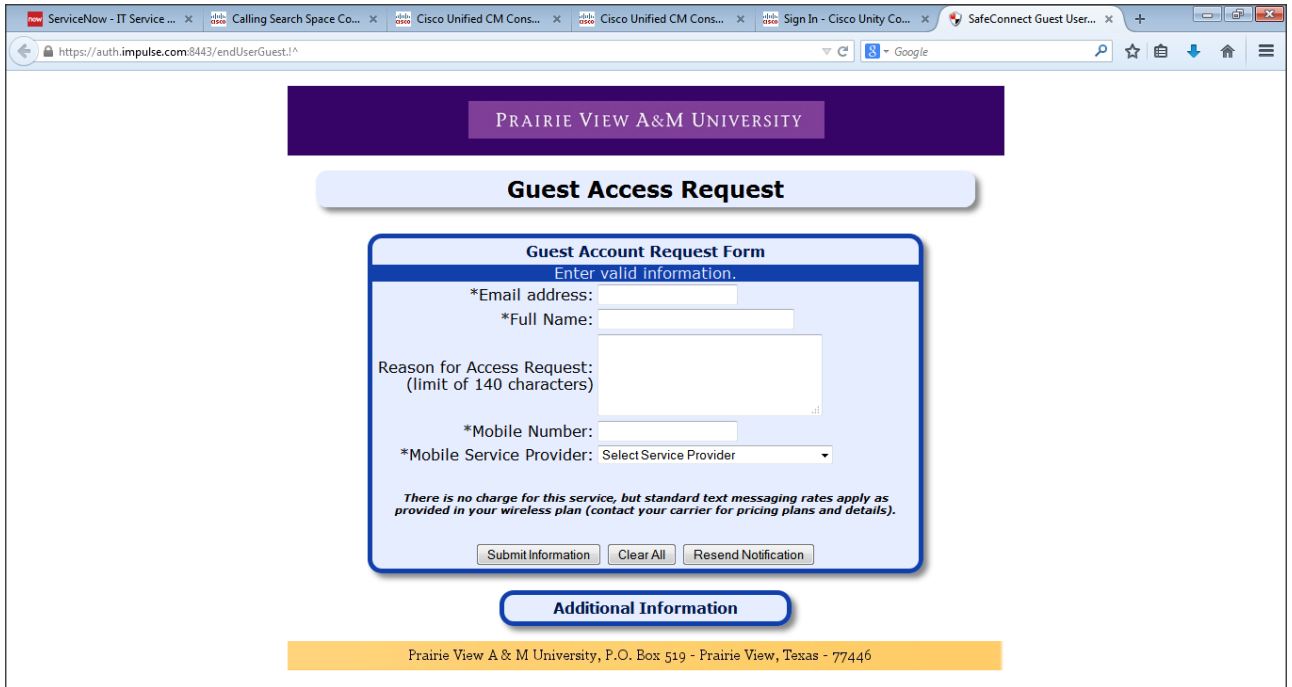 ServiceNow - IT Service ...
Calling Search Space Co...
Cisco Unified CM Cons...
Cisco Unified CM Cons...
Sign In - Cisco Unity Co...
SafeConnect Guest User...
https://auth.impulse.com:8443/endUserGuest.!^
Google
PRAIRIE VIEW A&M UNIVERSITY
Guest Access Request
Guest Account Request Form
Enter valid information.
*Email address:
*Full Name:
Reason for Access Request:
(limit of 140 characters)
*Mobile Number:
*Mobile Service Provider: Select Service Provider
There is no charge for this service, but standard text messaging rates apply as
provided in your wireless plan (contact your carrier for pricing plans and details).
Submit Information Clear All Resend Notification
Additional Information
Prairie View A & M University, P.O. Box 519 - Prairie View, Texas - 77446